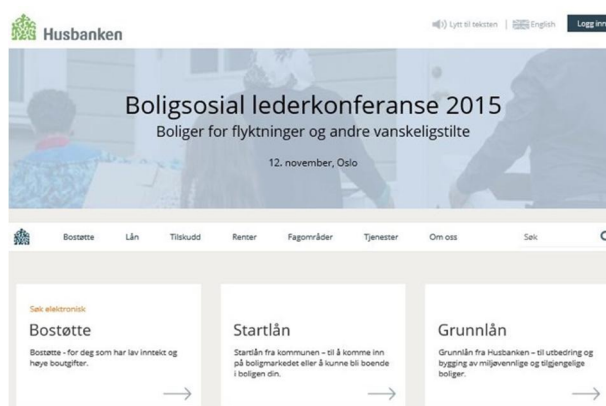 Husbanken
Lytt til teksten | English Logg inn
Boligsosial lederkonferanse 2015
Boliger for flyktninger og andre vanskeligstilte
12. november, Oslo
Bostøtte Lån Tilskudd Renter Fagområder Tjenester Om oss Søk
Søk elektronisk
Bostøtte
Bostøtte - for deg som har lav inntekt og
høye boutgifter.
Startlån
Startlån fra kommunen – til å komme inn
på boligmarkedet eller å kunne bli boende
i boligen din.
Grunnlån
Grunnlån fra Husbanken – til utbedring og
bygging av miljøvennlige og tilgjengelige
boliger.